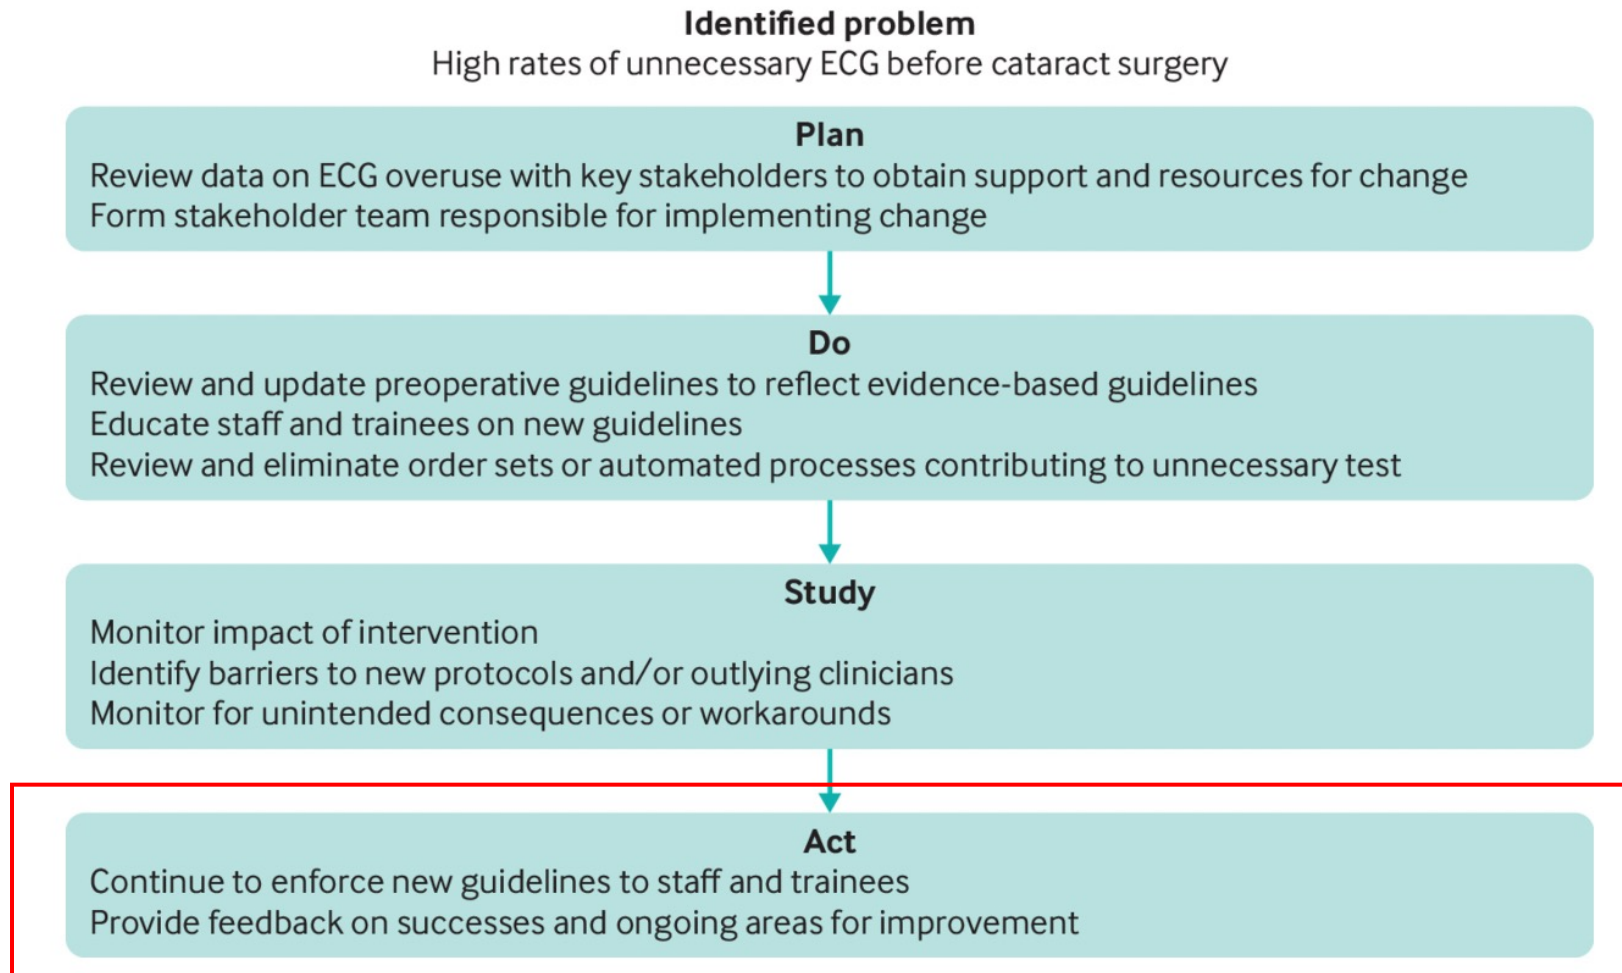 Identified problem
High rates of unnecessary ECG before cataract surgery
Plan
Review data on ECG overuse with key stakeholders to obtain support and resources for change
Form stakeholder team responsible for implementing change
Do
Review and update preoperative guidelines to reflect evidence-based guidelines
Educate staff and trainees on new guidelines
Review and eliminate order sets or automated processes contributing to unnecessary test
Study
Monitor impact of intervention
Identify barriers to new protocols and/or outlying clinicians
Monitor for unintended consequences or workarounds
Act
Continue to enforce new guidelines to staff and trainees
Provide feedback on successes and ongoing areas for improvement